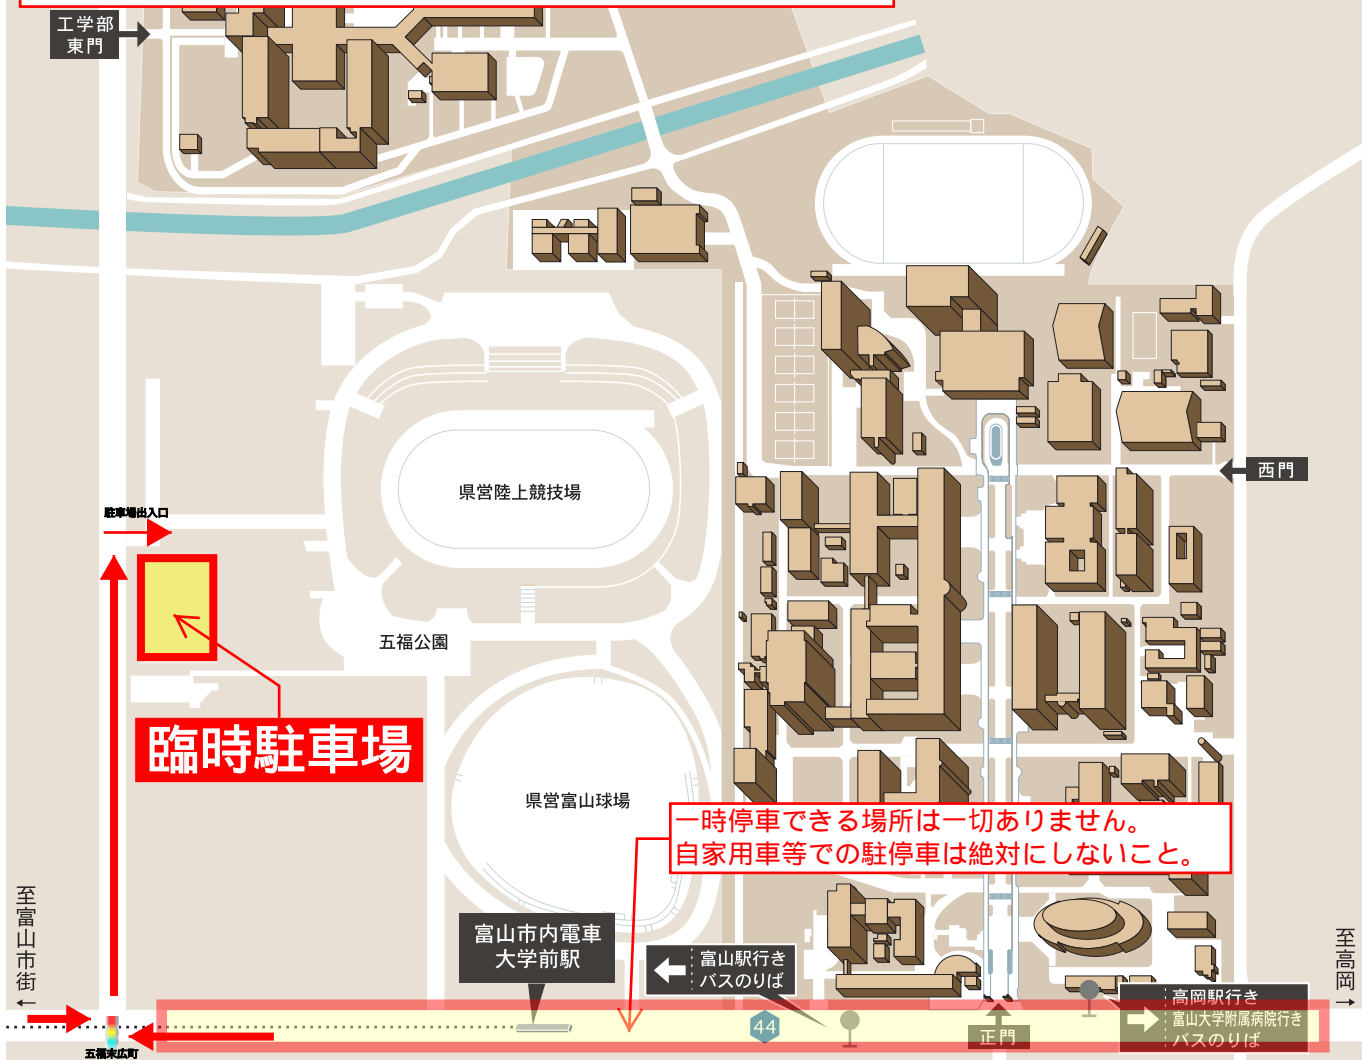 工学部
東門
西門
県営陸上競技場
駐車場出入口
五福公園
臨時駐車場
県営富山球場
一時停車できる場所は一切ありません。
自家用車等での駐停車は絶対にしないこと。
至富山市街←
富山市内電車
大学前駅
富山駅行き
バスのりば
至高岡→
高岡駅行き
富山大学附属病院行き
バスのりば
44
正門
五福末広町